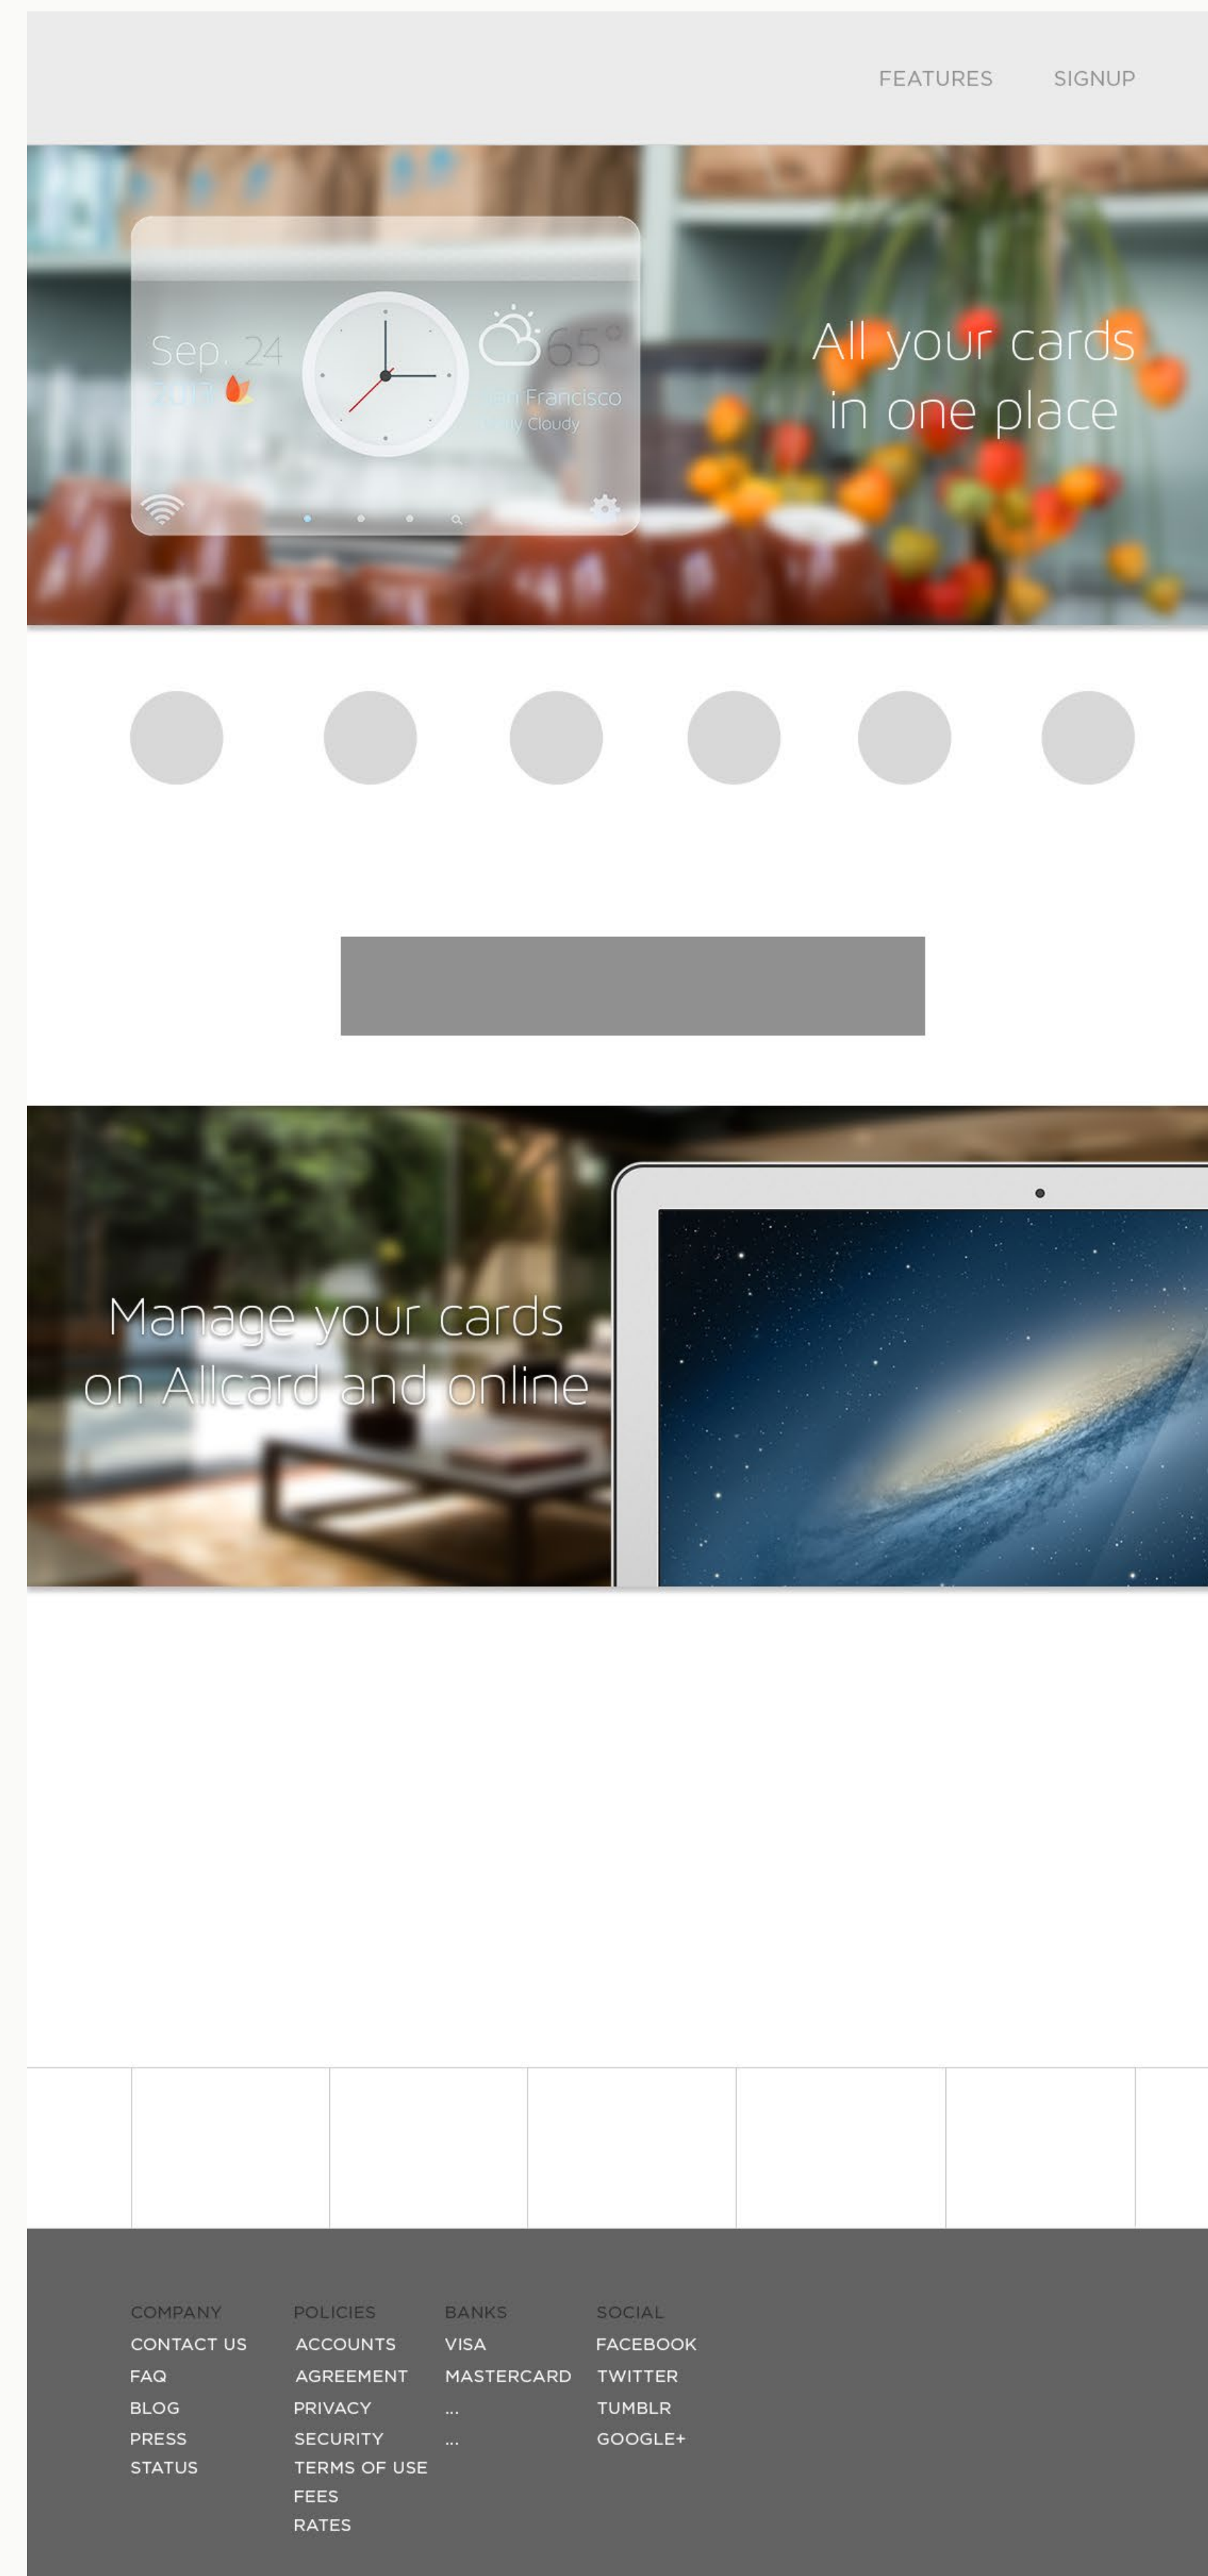 FEATURES SIGNUP
Sep. 24
65°
2017
Francisco
Cloudy
All your cards
in one place
Manage your cards
on Allcard and online
COMPANY POLICIES BANKS SOCIAL
CONTACT US ACCOUNTS VISA FACEBOOK
FAQ AGREEMENT MASTERCARD TWITTER
BLOG PRIVACY ... TUMBLR
PRESS SECURITY ... GOOGLE+
STATUS TERMS OF USE
FEES
RATES